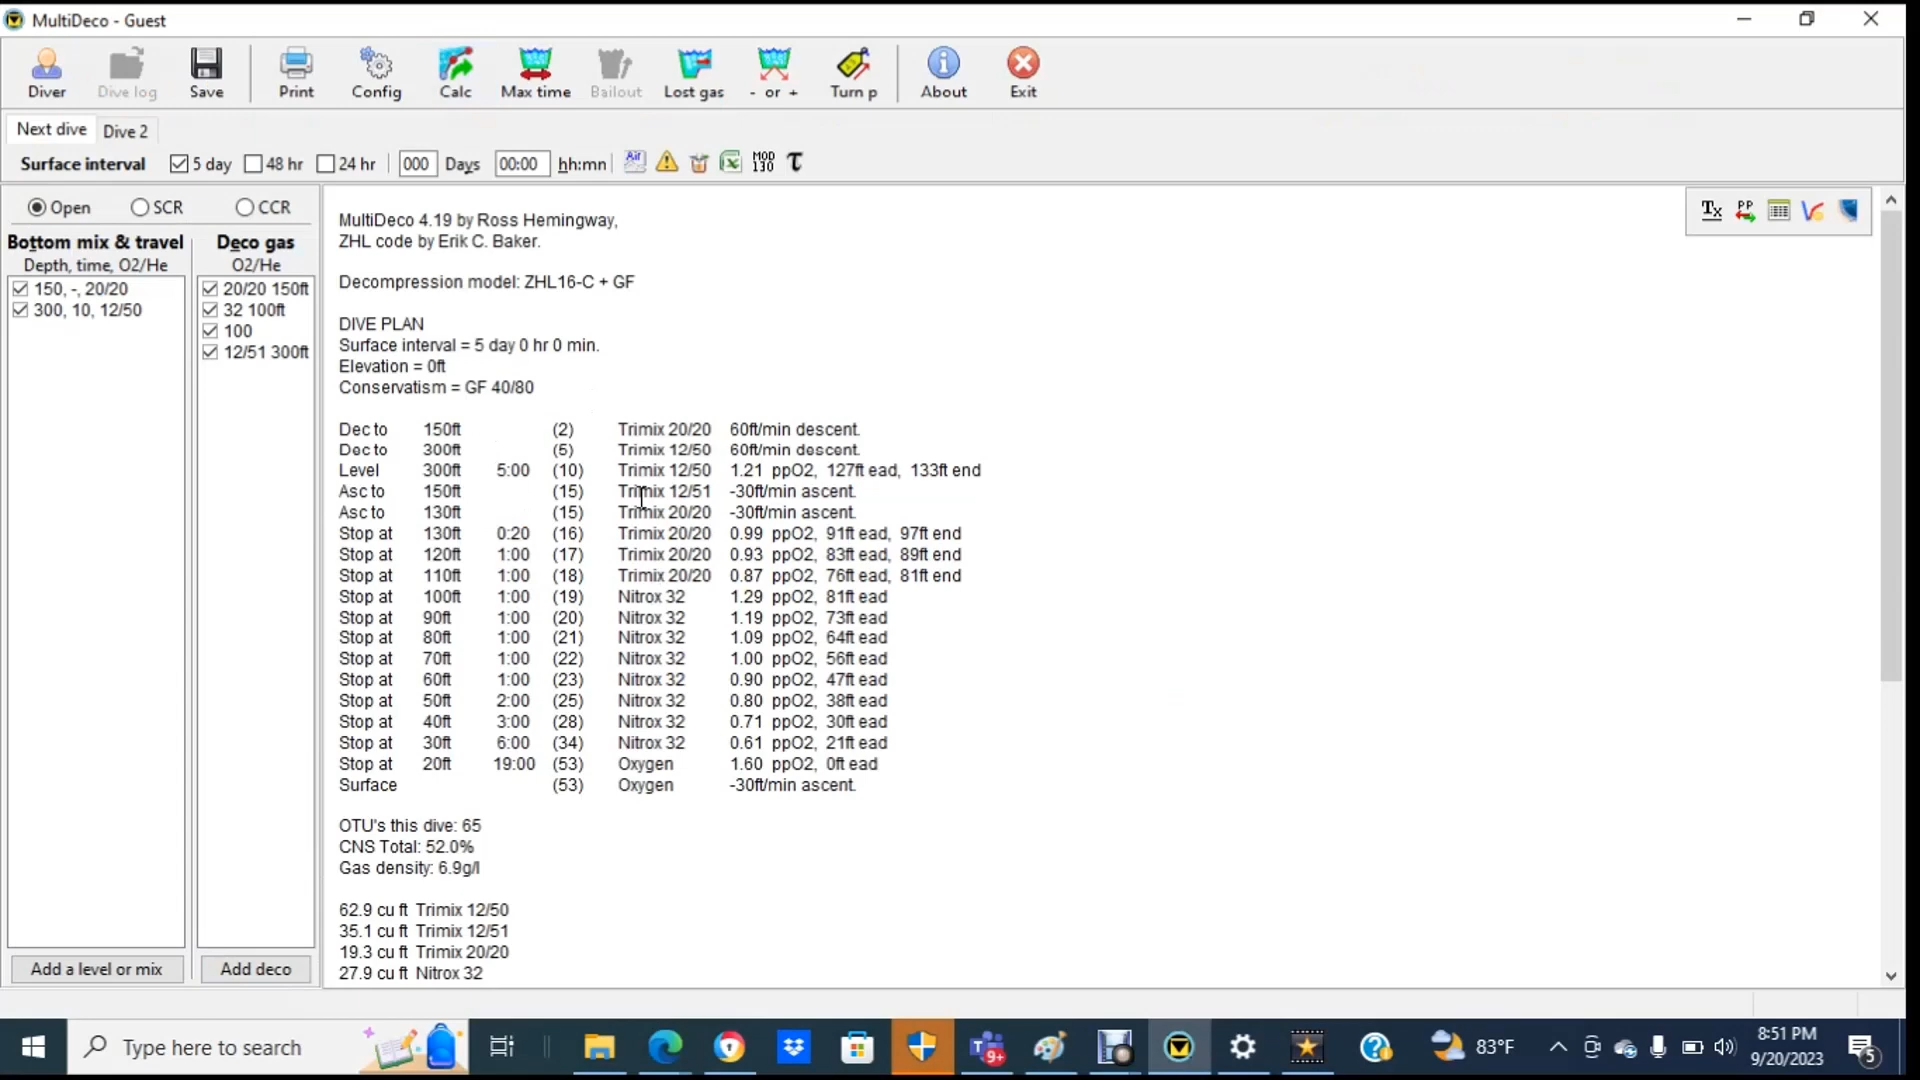 MultiDeco - Guest
Diver Dive log Save Print Config Calc Max time Bailout Lost gas - or + Turn p About Exit
Next dive Dive 2
Surface interval 5 day 48 hr 24 hr 000 Days 00:00 hh:mn Air MOD 130 τ
Open SCR CCR
Bottom mix & travel Deco gas
Depth, time, O2/He O2/He
150, -, 20/20
300, 10, 12/50
20/20 150ft
32 100ft
100
12/51 300ft
Add a level or mix Add deco
Tx PP
MultiDeco 4.19 by Ross Hemingway,
ZHL code by Erik C. Baker.
Decompression model: ZHL16-C + GF
DIVE PLAN
Surface interval = 5 day 0 hr 0 min.
Elevation = 0ft
Conservatism = GF 40/80
Dec to 150ft (2) Trimix 20/20 60ft/min descent.
Dec to 300ft (5) Trimix 12/50 60ft/min descent.
Level 300ft 5:00 (10) Trimix 12/50 1.21 ppO2, 127ft ead, 133ft end
Asc to 150ft (15) Trimix 12/51 -30ft/min ascent.
Asc to 130ft (15) Trimix 20/20 -30ft/min ascent.
Stop at 130ft 0:20 (16) Trimix 20/20 0.99 ppO2, 91ft ead, 97ft end
Stop at 120ft 1:00 (17) Trimix 20/20 0.93 ppO2, 83ft ead, 89ft end
Stop at 110ft 1:00 (18) Trimix 20/20 0.87 ppO2, 76ft ead, 81ft end
Stop at 100ft 1:00 (19) Nitrox 32 1.29 ppO2, 81ft ead
Stop at 90ft 1:00 (20) Nitrox 32 1.19 ppO2, 73ft ead
Stop at 80ft 1:00 (21) Nitrox 32 1.09 ppO2, 64ft ead
Stop at 70ft 1:00 (22) Nitrox 32 1.00 ppO2, 56ft ead
Stop at 60ft 1:00 (23) Nitrox 32 0.90 ppO2, 47ft ead
Stop at 50ft 2:00 (25) Nitrox 32 0.80 ppO2, 38ft ead
Stop at 40ft 3:00 (28) Nitrox 32 0.71 ppO2, 30ft ead
Stop at 30ft 6:00 (34) Nitrox 32 0.61 ppO2, 21ft ead
Stop at 20ft 19:00 (53) Oxygen 1.60 ppO2, 0ft ead
Surface (53) Oxygen -30ft/min ascent.
OTU's this dive: 65
CNS Total: 52.0%
Gas density: 6.9g/l
62.9 cu ft Trimix 12/50
35.1 cu ft Trimix 12/51
19.3 cu ft Trimix 20/20
27.9 cu ft Nitrox 32
Type here to search 9+ 83°F 8:51 PM
9/20/2023 5